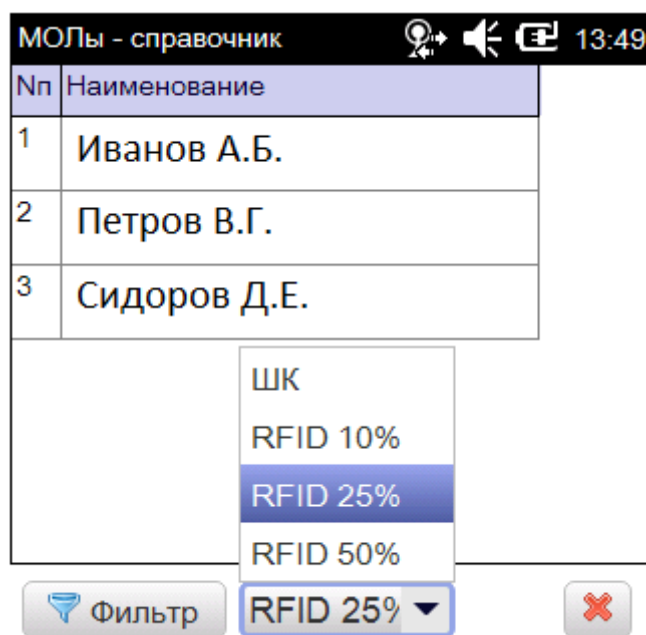 МОЛы - справочник 13:49
Nп Наименование
1 Иванов А.Б.
2 Петров В.Г.
3 Сидоров Д.Е.
ШК
RFID 10%
RFID 25%
RFID 50%
Фильтр RFID 25%